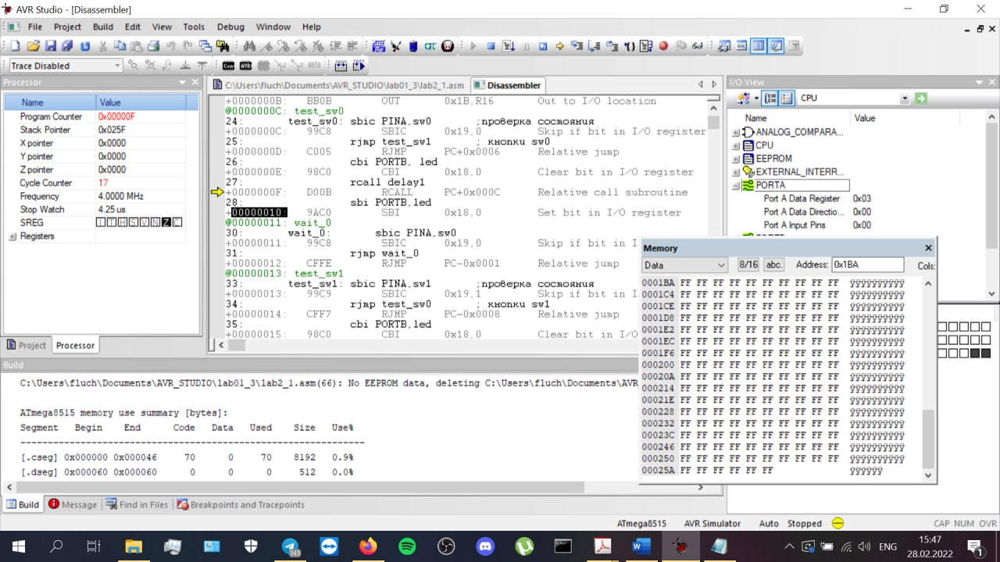 AVR Studio - [Disassembler]
File Project Build Edit View Tools Debug Window Help
Trace Disabled
Processor
Name Value
Program Counter 0x00000F
Stack Pointer 0x025F
X pointer 0x0000
Y pointer 0x0000
Z pointer 0x0000
Cycle Counter 17
Frequency 4.0000 MHz
Stop Watch 4.25 us
SREG I T H S V N Z C
Registers
Project Processor
C:\Users\fluch\Documents\AVR_STUDIO\lab01_3\lab2_1.asm Disassembler
+0000000B: BB0B OUT 0x1B,R16 Out to I/O location
@0000000C: test_sw0
24: test_sw0: sbic PINA,sw0 ;проверка состояния
+0000000C: 99C8 SBIC 0x19,0 Skip if bit in I/O register
25: rjmp test_sw1 ; кнопки sw0
+0000000D: C005 RJMP PC+0x0006 Relative jump
26: cbi PORTB, led
+0000000E: 98C0 CBI 0x18,0 Clear bit in I/O register
27: rcall delay1
+0000000F: D00B RCALL PC+0x000C Relative call subroutine
28: sbi PORTB,led
+00000010: 9AC0 SBI 0x18,0 Set bit in I/O register
@00000011: wait_0
30: wait_0: sbic PINA,sw0
+00000011: 99C8 SBIC 0x19,0 Skip if bit in I
31: rjmp wait_0
+00000012: CFFE RJMP PC-0x0001 Relative jump
@00000013: test_sw1
33: test_sw1: sbic PINA,sw1 ;проверка состояния
+00000013: 99C9 SBIC 0x19,1 Skip if bit in I
34: rjmp test_sw0 ; кнопки sw1
+00000014: CFF7 RJMP PC-0x0008 Relative jump
35: cbi PORTB,led
+00000015: 98C0 CBI 0x18,0 Clear bit in I
I/O View
CPU
Name Value
ANALOG_COMPARA...
CPU
EEPROM
EXTERNAL_INTERR...
PORTA
Port A Data Register 0x03
Port A Data Directio... 0x00
Port A Input Pins 0x00
Memory
Data 8/16 abc. Address: 0x1BA Cols:
0001BA FF FF FF FF FF FF FF FF FF FF ÿÿÿÿÿÿÿÿÿÿ
0001C4 FF FF FF FF FF FF FF FF FF FF ÿÿÿÿÿÿÿÿÿÿ
0001CE FF FF FF FF FF FF FF FF FF FF ÿÿÿÿÿÿÿÿÿÿ
0001D8 FF FF FF FF FF FF FF FF FF FF ÿÿÿÿÿÿÿÿÿÿ
0001E2 FF FF FF FF FF FF FF FF FF FF ÿÿÿÿÿÿÿÿÿÿ
0001EC FF FF FF FF FF FF FF FF FF FF ÿÿÿÿÿÿÿÿÿÿ
0001F6 FF FF FF FF FF FF FF FF FF FF ÿÿÿÿÿÿÿÿÿÿ
000200 FF FF FF FF FF FF FF FF FF FF ÿÿÿÿÿÿÿÿÿÿ
00020A FF FF FF FF FF FF FF FF FF FF ÿÿÿÿÿÿÿÿÿÿ
000214 FF FF FF FF FF FF FF FF FF FF ÿÿÿÿÿÿÿÿÿÿ
00021E FF FF FF FF FF FF FF FF FF FF ÿÿÿÿÿÿÿÿÿÿ
000228 FF FF FF FF FF FF FF FF FF FF ÿÿÿÿÿÿÿÿÿÿ
000232 FF FF FF FF FF FF FF FF FF FF ÿÿÿÿÿÿÿÿÿÿ
00023C FF FF FF FF FF FF FF FF FF FF ÿÿÿÿÿÿÿÿÿÿ
000246 FF FF FF FF FF FF FF FF FF FF ÿÿÿÿÿÿÿÿÿÿ
000250 FF FF FF FF FF FF FF FF FF FF ÿÿÿÿÿÿÿÿÿÿ
00025A FF FF FF FF FF FF ÿÿÿÿÿÿ
Build
C:\Users\fluch\Documents\AVR_STUDIO\lab01_3\lab2_1.asm(66): No EEPROM data, deleting C:\Users\fluch\Documents\AVR
ATmega8515 memory use summary [bytes]:
Segment Begin End Code Data Used Size Use%
---------------------------------------------------------------
[.cseg] 0x000000 0x000046 70 0 70 8192 0.9%
[.dseg] 0x000060 0x000060 0 0 0 512 0.0%
Build Message Find in Files Breakpoints and Tracepoints
ATmega8515 AVR Simulator Auto Stopped CAP NUM OVR
343
ENG
15:47
28.02.2022
1